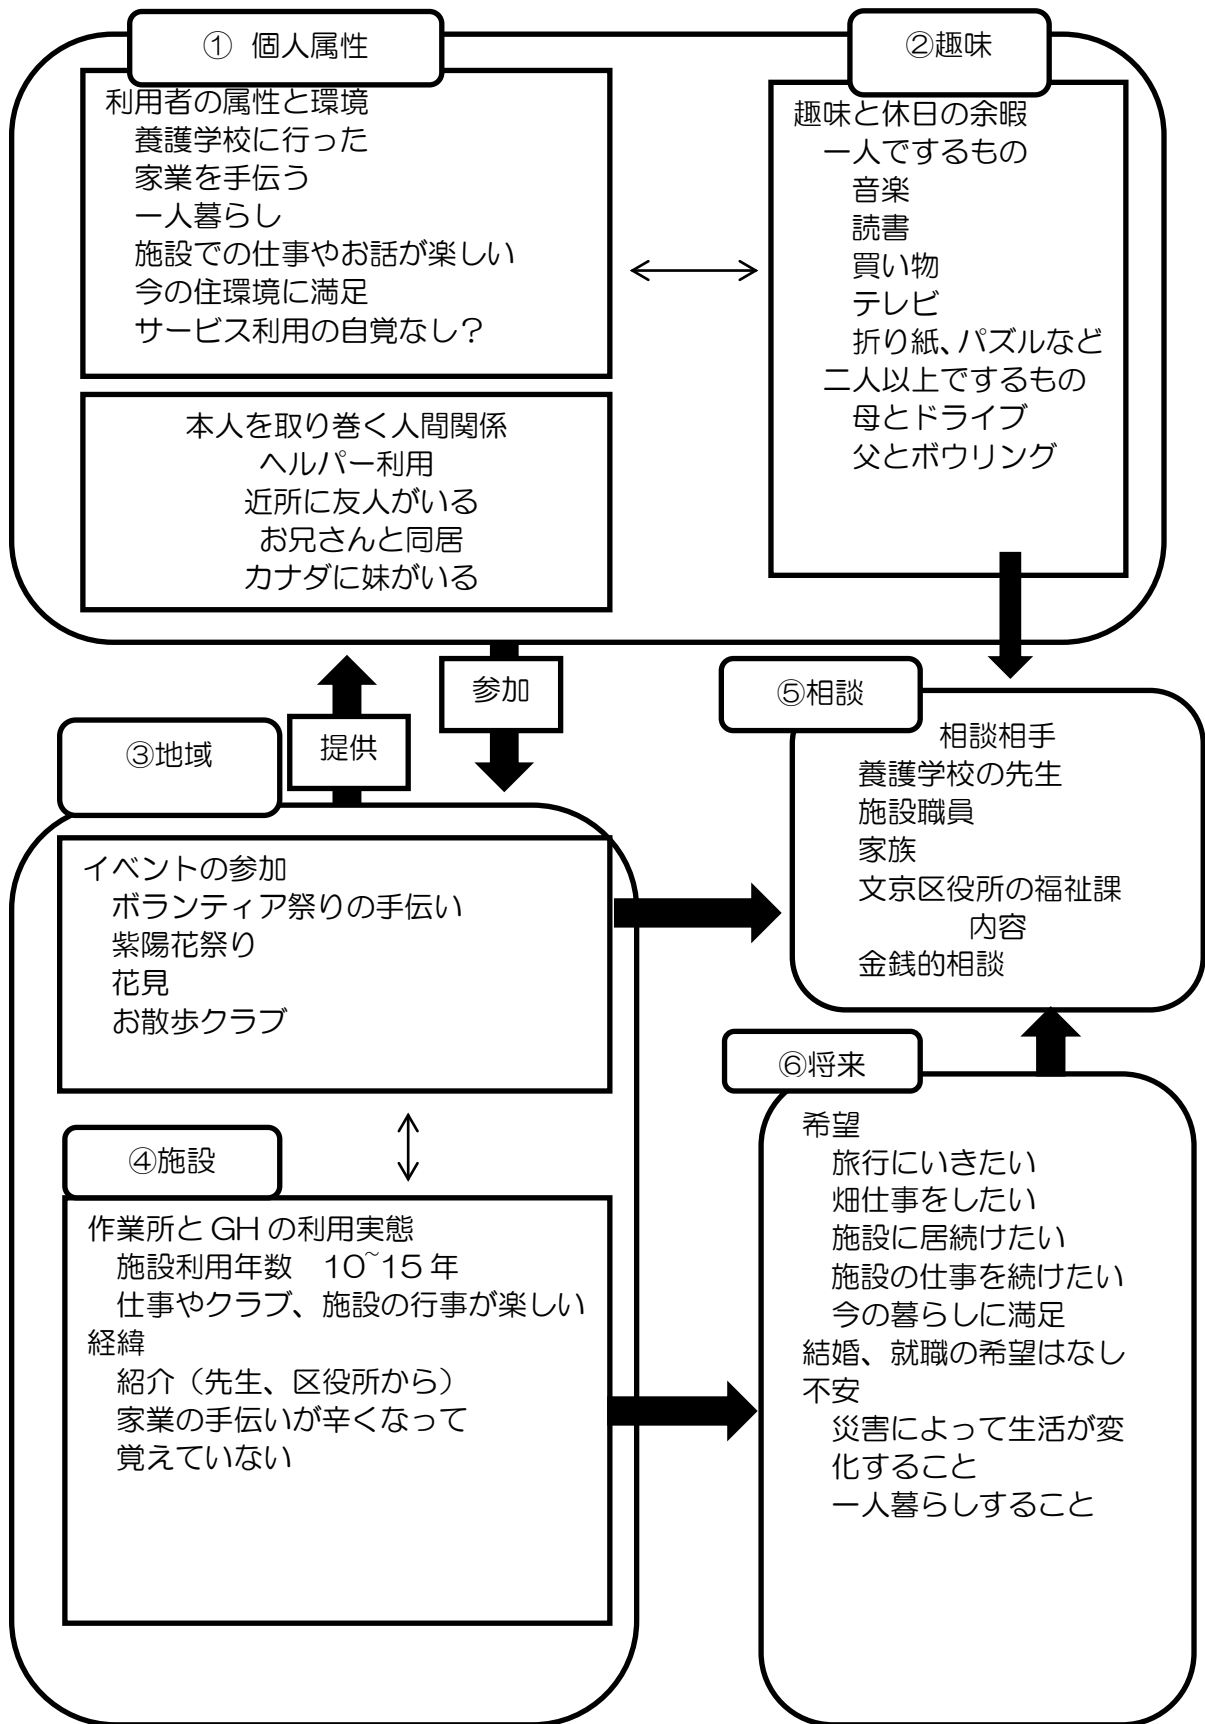 ① 個人属性
利用者の属性と環境
養護学校に行った
家業を手伝う
一人暮らし
施設での仕事やお話が楽しい
今の住環境に満足
サービス利用の自覚なし？
本人を取り巻く人間関係
ヘルパー利用
近所に友人がいる
お兄さんと同居
カナダに妹がいる
②趣味
趣味と休日の余暇
一人でするもの
音楽
読書
買い物
テレビ
折り紙、パズルなど
二人以上でするもの
母とドライブ
父とボウリング
提供
参加
③地域
イベントの参加
ボランティア祭りの手伝い
紫陽花祭り
花見
お散歩クラブ
④施設
作業所と GH の利用実態
施設利用年数　10~15 年
仕事やクラブ、施設の行事が楽しい
経緯
紹介（先生、区役所から）
家業の手伝いが辛くなって
覚えていない
⑤相談
相談相手
養護学校の先生
施設職員
家族
文京区役所の福祉課
内容
金銭的相談
⑥将来
希望
旅行にいきたい
畑仕事をしたい
施設に居続けたい
施設の仕事を続けたい
今の暮らしに満足
結婚、就職の希望はなし
不安
災害によって生活が変
化すること
一人暮らしすること